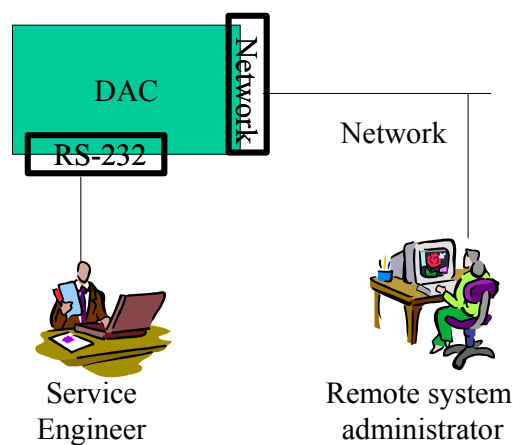 DAC
Network
RS-232
Network
Service
Engineer
Remote system
administrator